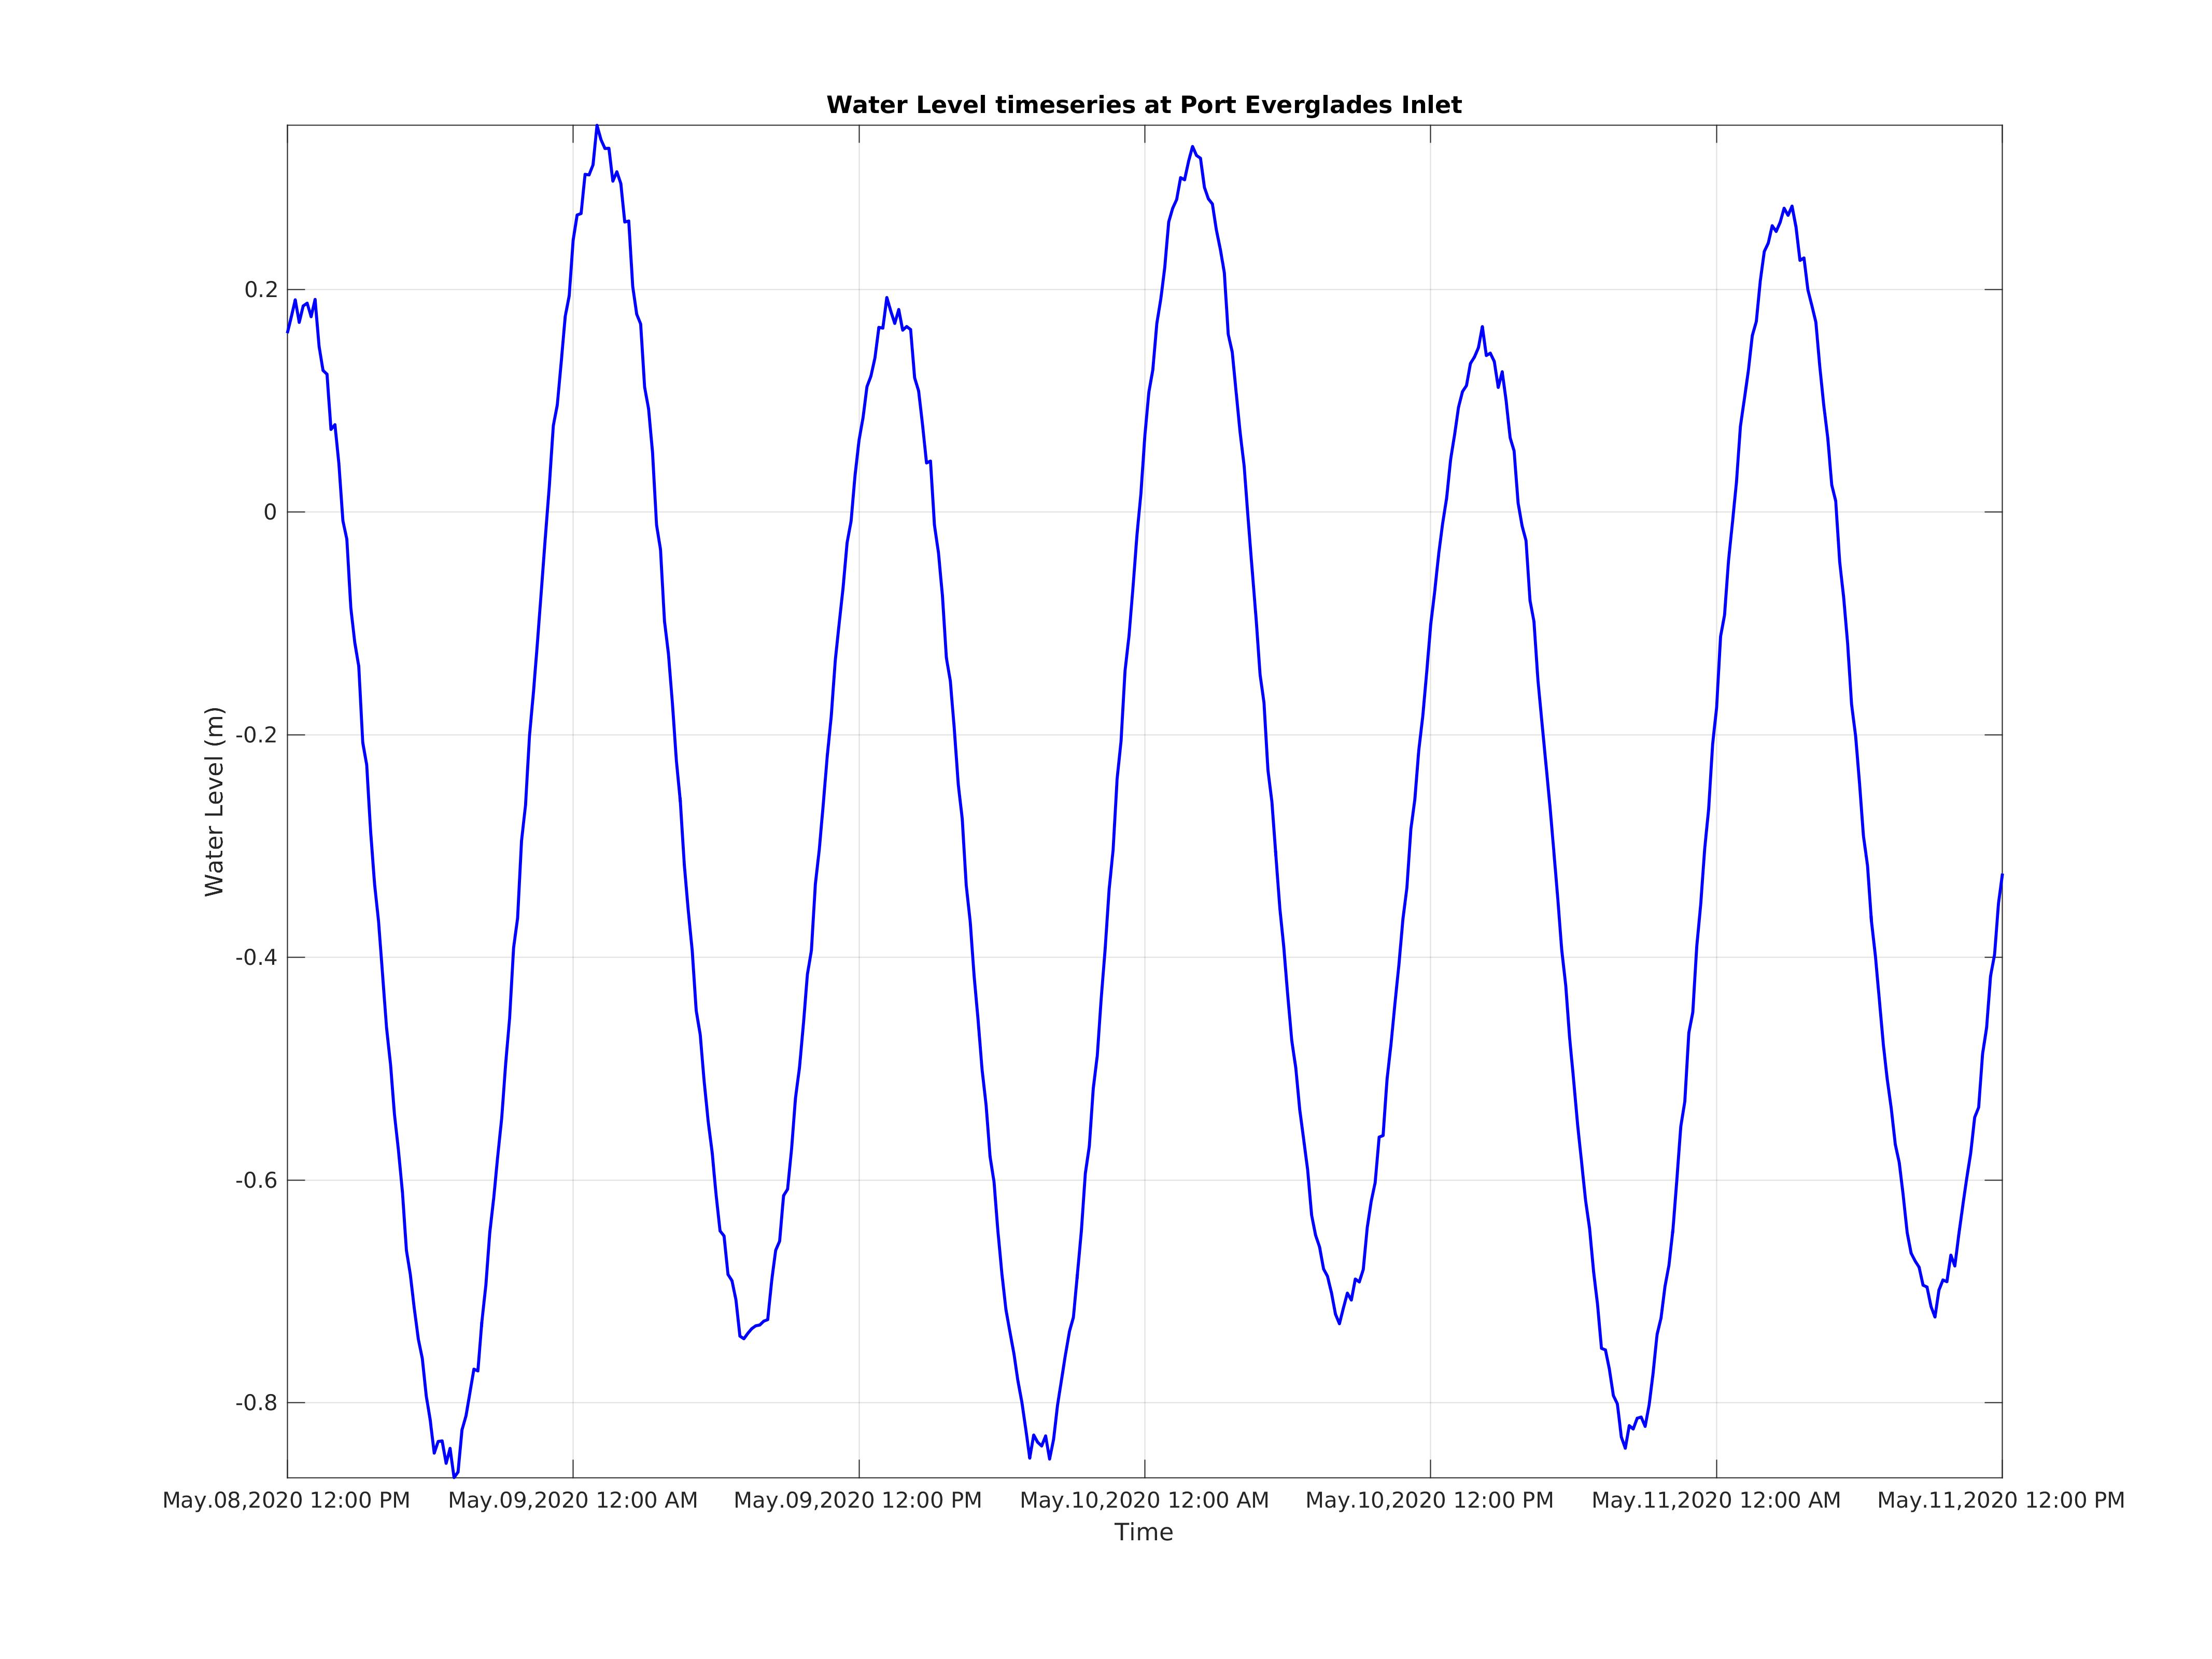 Water Level timeseries at Port Everglades Inlet
Water Level (m)
0.2
0
-0.2
-0.4
-0.6
-0.8
May.08,2020 12:00 PM May.09,2020 12:00 AM May.09,2020 12:00 PM May.10,2020 12:00 AM May.10,2020 12:00 PM May.11,2020 12:00 AM May.11,2020 12:00 PM
Time